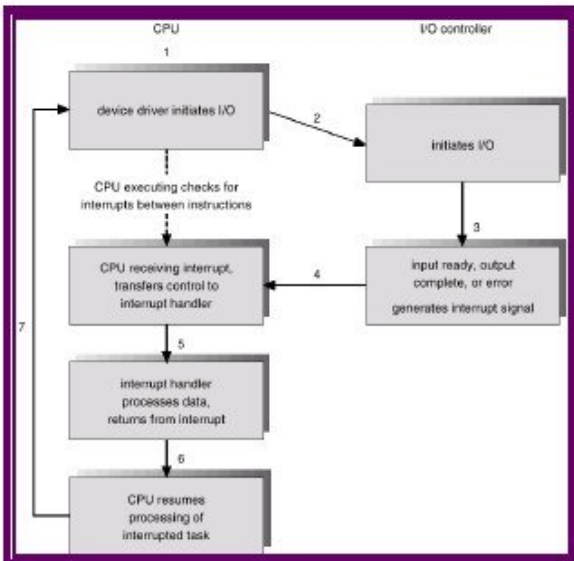 CPU
I/O controller
1
device driver initiates I/O
2
initiates I/O
CPU executing checks for
interrupts between instructions
3
CPU receiving interrupt,
transfers control to
interrupt handler
4
input ready, output
complete, or error
generates interrupt signal
7
5
interrupt handler
processes data,
returns from interrupt
6
CPU resumes
processing of
interrupted task